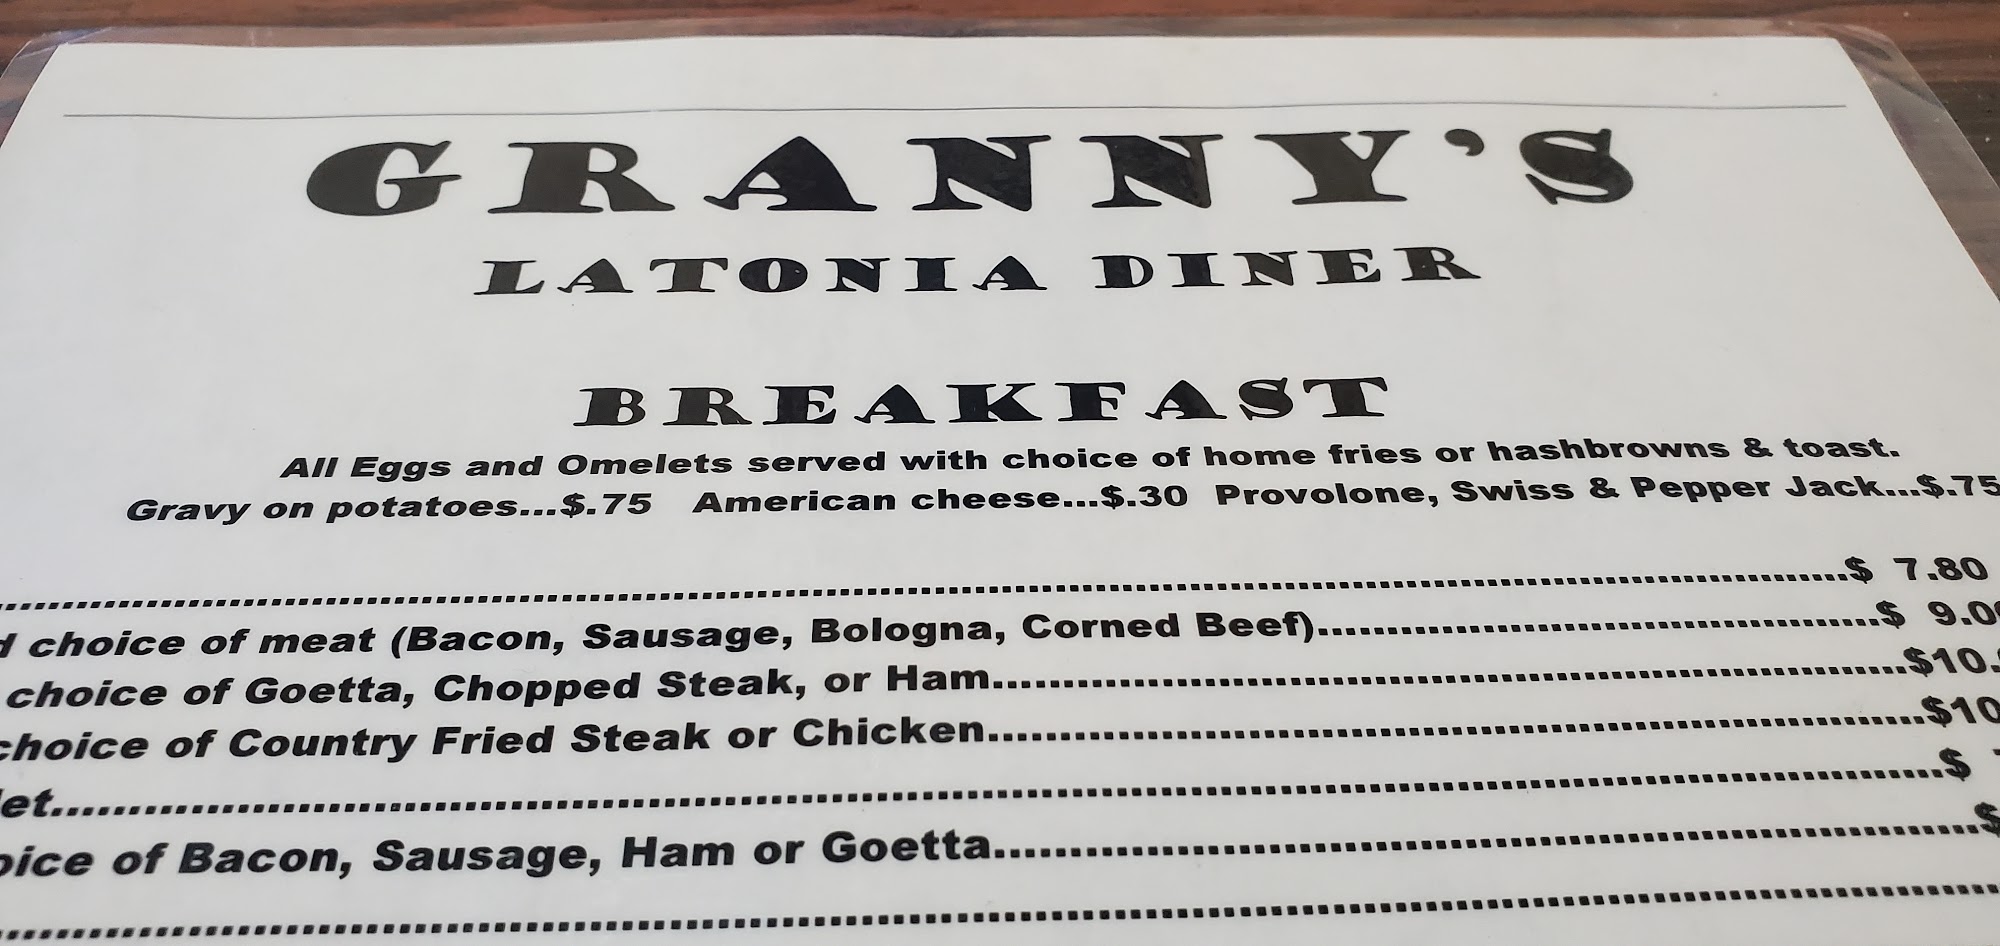 GRANNY'S
LATONIA DINER
BREAKFAST
All Eggs and Omelets served with choice of home fries or hashbrowns & toast.
Gravy on potatoes...$.75 American cheese...$.30 Provolone, Swiss & Pepper Jack...$.75
$ 7.80
choice of meat (Bacon, Sausage, Bologna, Corned Beef) $ 9.0
choice of Goetta, Chopped Steak, or Ham $10.
choice of Country Fried Steak or Chicken $10
et $
oice of Bacon, Sausage, Ham or Goetta $